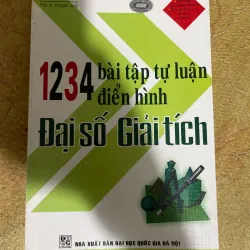 1234 bài tập tự luận
điển hình
Đại số Giải tích
NHÀ XUẤT BẢN ĐẠI HỌC QUỐC GIA HÀ NỘI